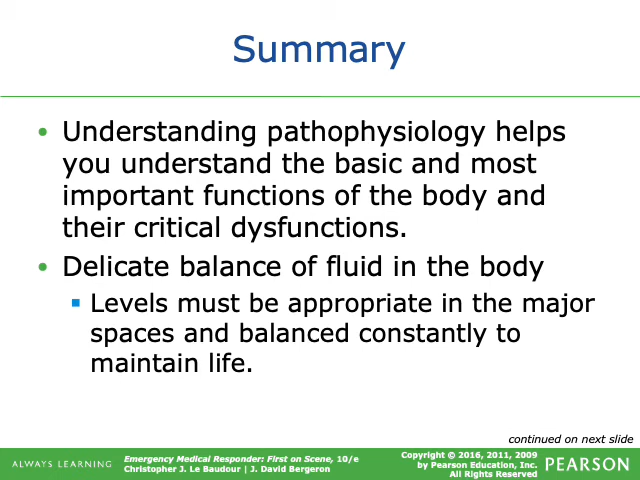 Summary
• Understanding pathophysiology helps
you understand the basic and most
important functions of the body and
their critical dysfunctions.
• Delicate balance of fluid in the body
▪ Levels must be appropriate in the major
spaces and balanced constantly to
maintain life.
continued on next slide
ALWAYS LEARNING
Emergency Medical Responder: First on Scene, 10/e
Christopher J. Le Baudour | J. David Bergeron
Copyright © 2016, 2011, 2009
by Pearson Education, Inc.
All Rights Reserved
PEARSON